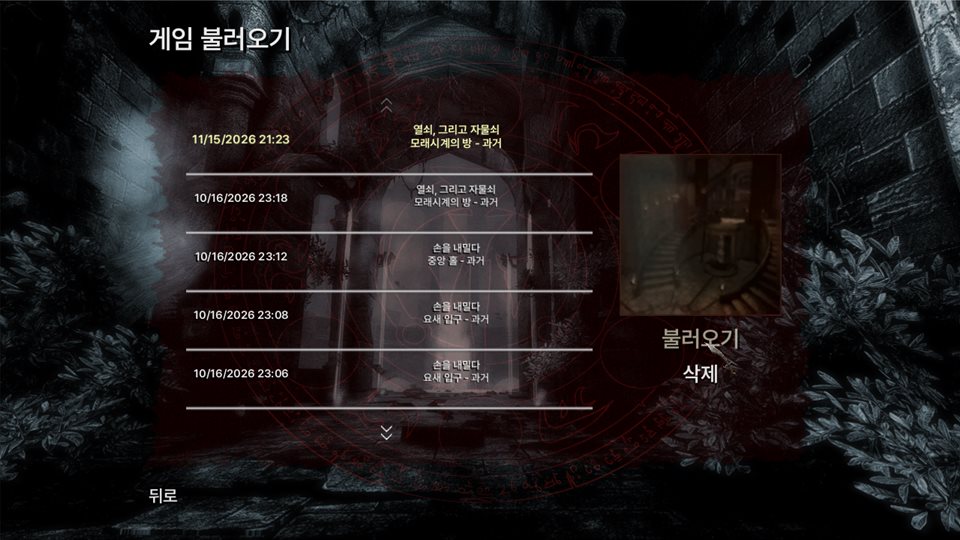 게임 불러오기
11/15/2026 21:23
열쇠, 그리고 자물쇠
모래시계의 방 - 과거
10/16/2026 23:18
열쇠, 그리고 자물쇠
모래시계의 방 - 과거
10/16/2026 23:12
손을 내밀다
중앙 홀 - 과거
10/16/2026 23:08
손을 내밀다
요새 입구 - 과거
10/16/2026 23:06
손을 내밀다
요새 입구 - 과거
불러오기
삭제
뒤로